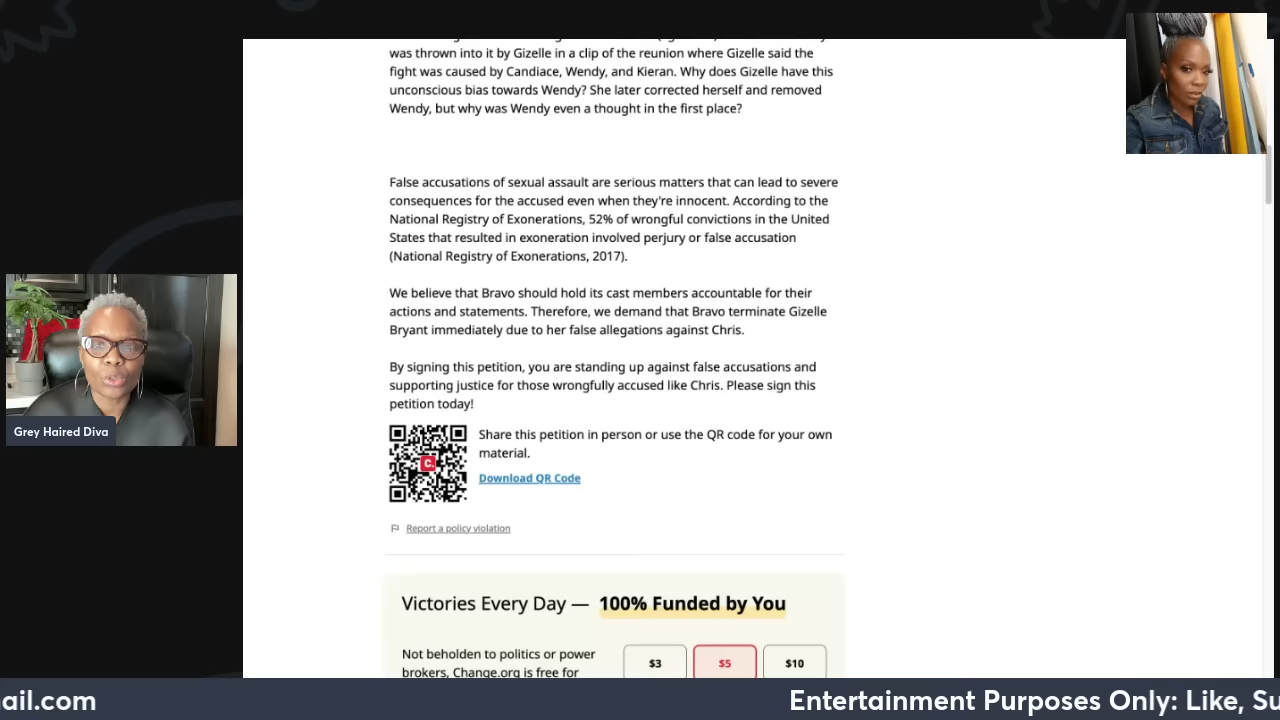 was thrown into it by Gizelle in a clip of the reunion where Gizelle said the
fight was caused by Candiace, Wendy, and Kieran. Why does Gizelle have this
unconscious bias towards Wendy? She later corrected herself and removed
Wendy, but why was Wendy even a thought in the first place?
False accusations of sexual assault are serious matters that can lead to severe
consequences for the accused even when they're innocent. According to the
National Registry of Exonerations, 52% of wrongful convictions in the United
States that resulted in exoneration involved perjury or false accusation
(National Registry of Exonerations, 2017).
We believe that Bravo should hold its cast members accountable for their
actions and statements. Therefore, we demand that Bravo terminate Gizelle
Bryant immediately due to her false allegations against Chris.
By signing this petition, you are standing up against false accusations and
supporting justice for those wrongfully accused like Chris. Please sign this
petition today!
C.
Share this petition in person or use the QR code for your own
material.
Download QR Code
Report a policy violation
Victories Every Day — 100% Funded by You
Not beholden to politics or power
brokers, Change.org is free for
$3
$5
$10
Grey Haired Diva
ail.com
Entertainment Purposes Only: Like, Su